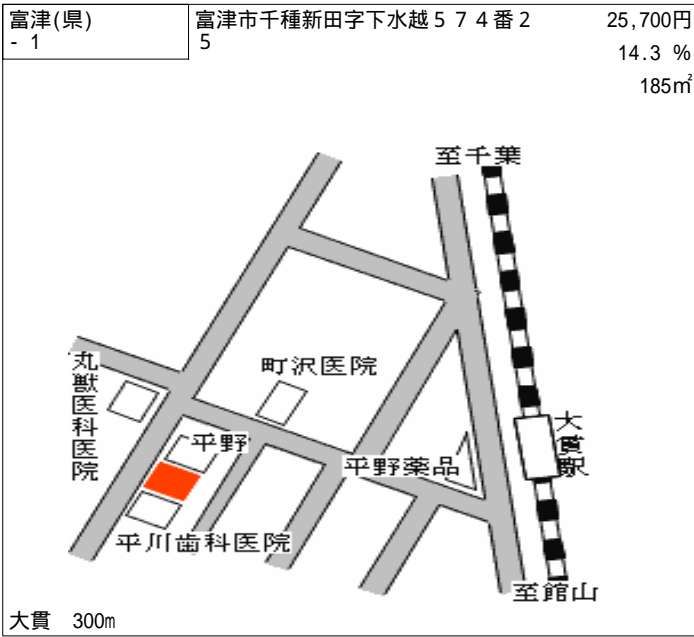 富津(県)
- 1
富津市千種新田字下水越５７４番２
5
25,700円
14.3 %
185㎡
至千葉
町沢医院
丸獣医科医院
平野
平野薬品
大貫駅
平川歯科医院
至館山
大貫 300m